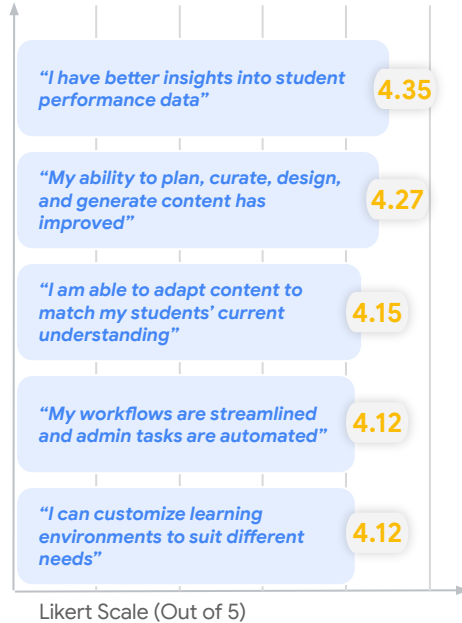 “I have better insights into student
performance data”
4.35
“My ability to plan, curate, design,
and generate content has
improved”
4.27
“I am able to adapt content to
match my students’ current
understanding”
4.15
“My workflows are streamlined
and admin tasks are automated”
4.12
“I can customize learning
environments to suit different
needs”
4.12
Likert Scale (Out of 5)